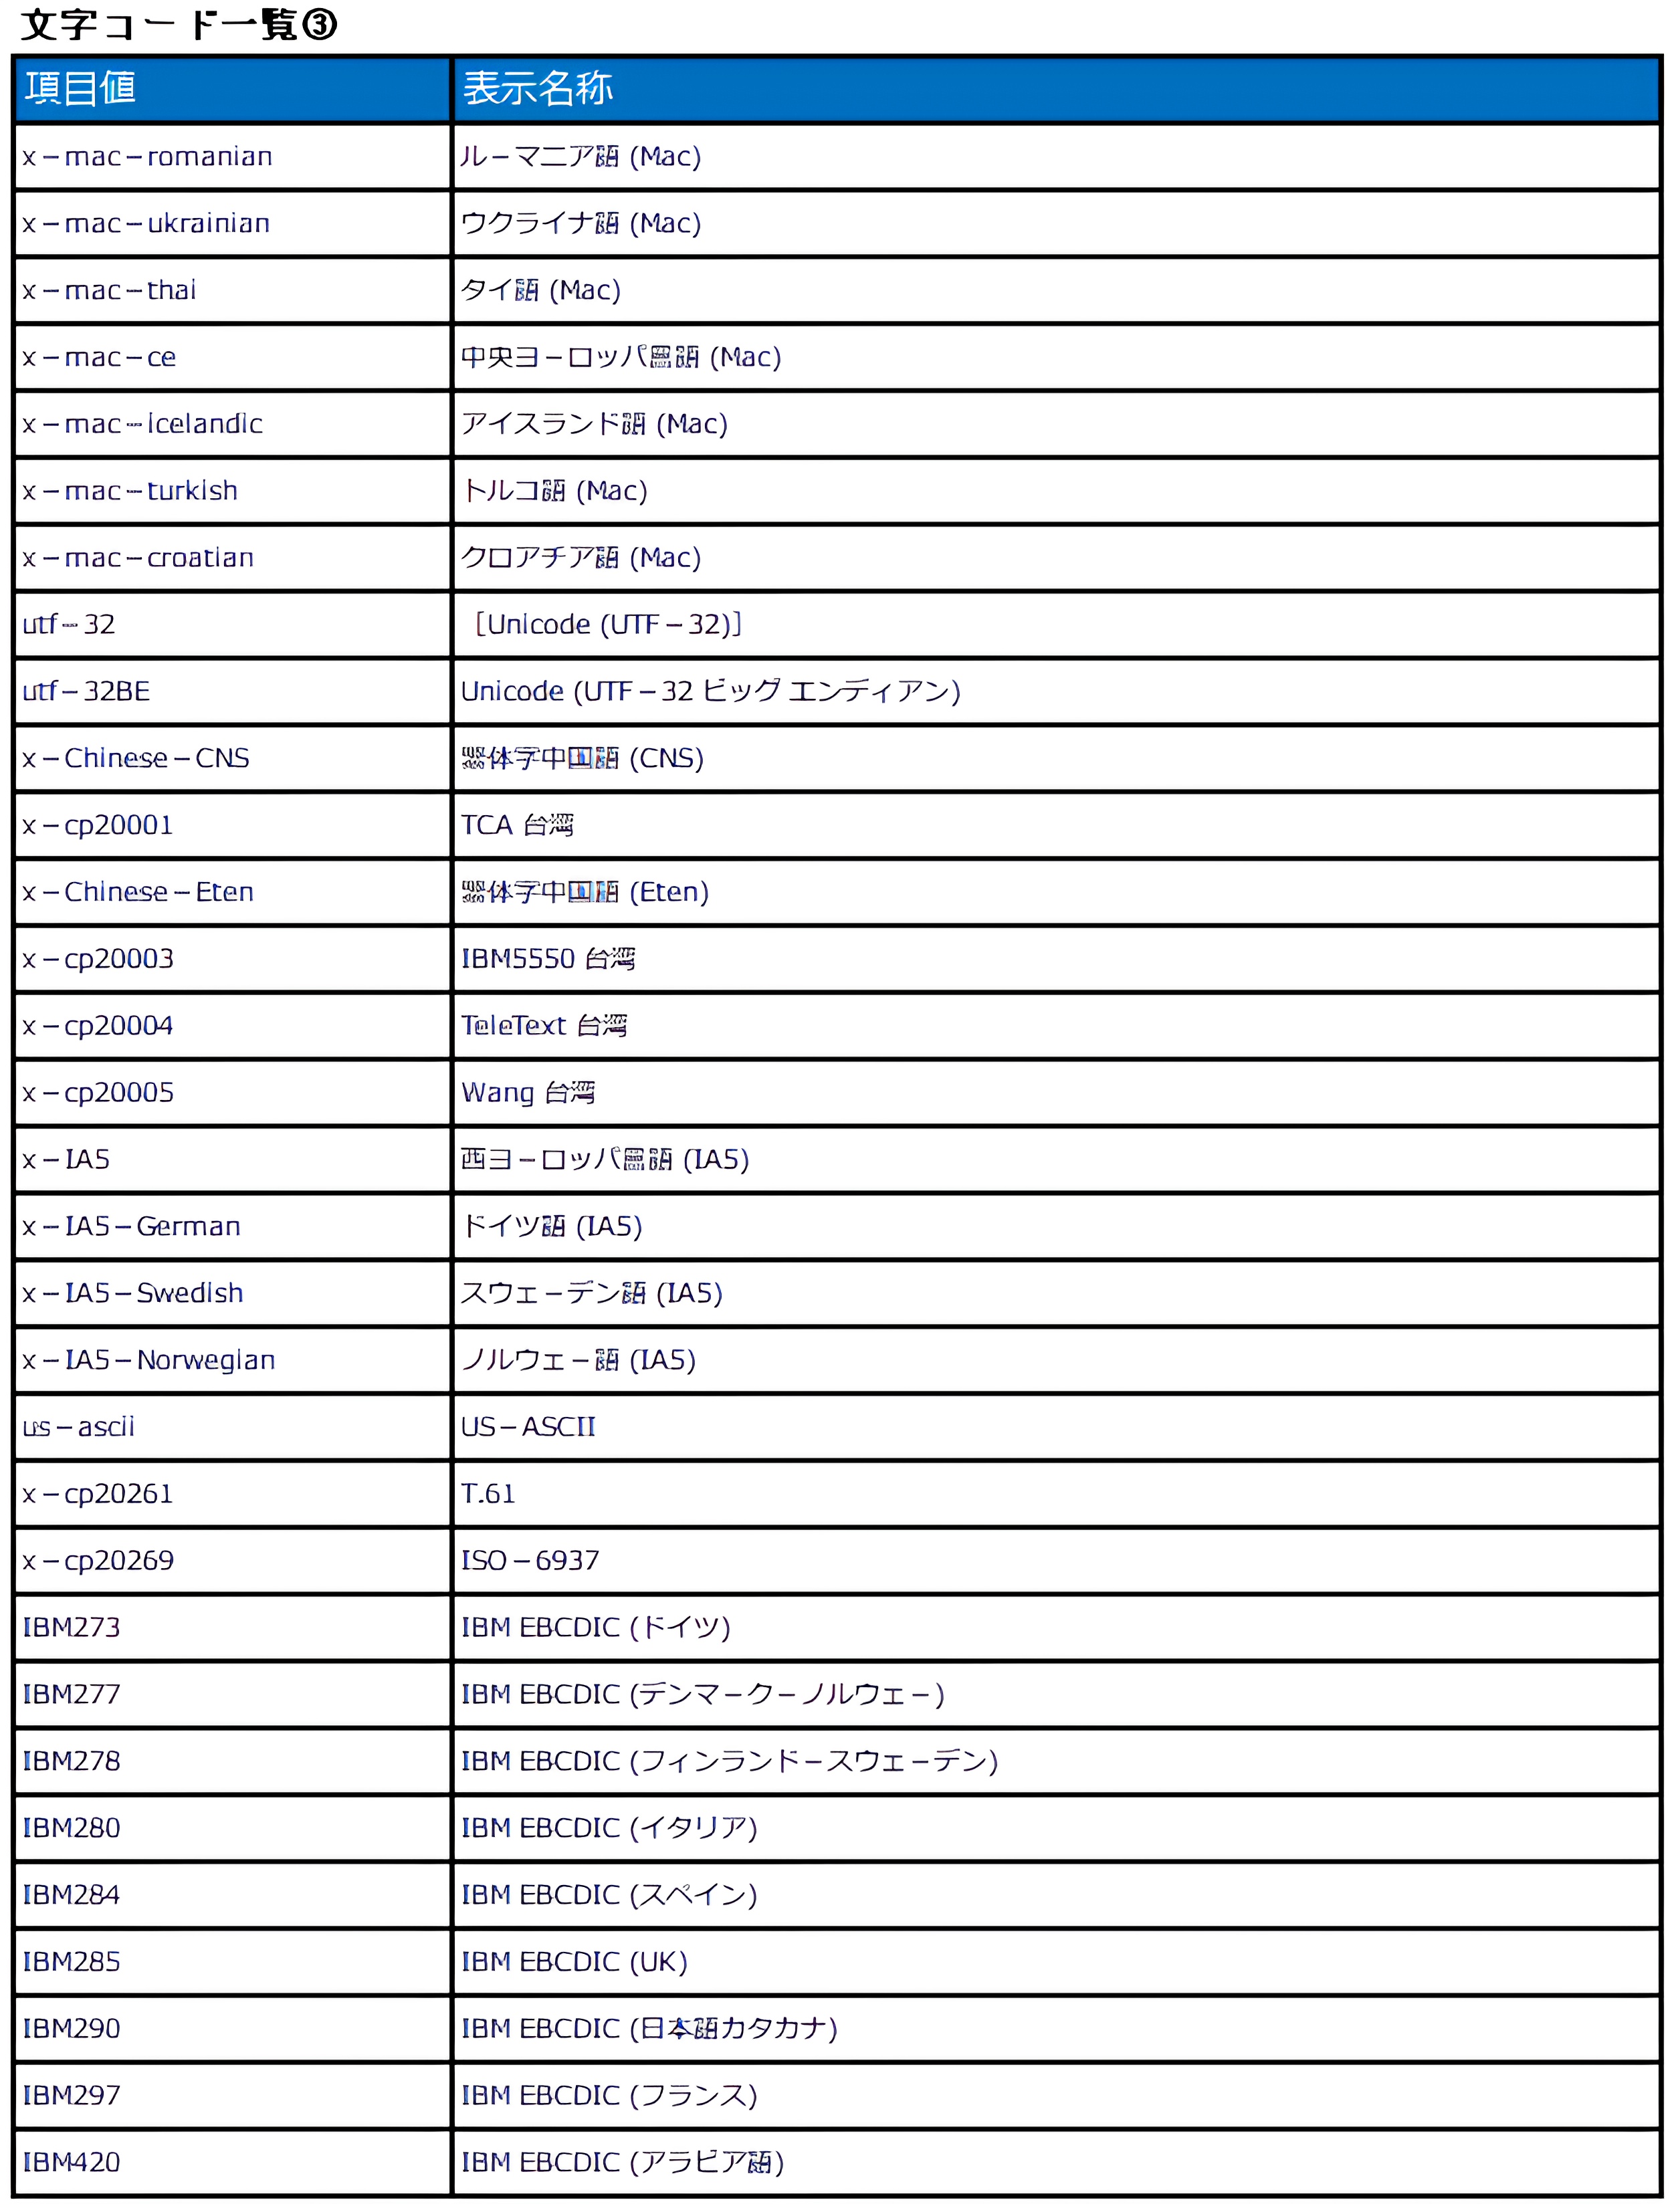 文字コード一覧③
項目値 表示名称
x-mac-romanian ルーマニア語 (Mac)
x-mac-ukrainian ウクライナ語 (Mac)
x-mac-thai タイ語 (Mac)
x-mac-ce 中央ヨーロッパ言語 (Mac)
x-mac-icelandic アイスランド語 (Mac)
x-mac-turkish トルコ語 (Mac)
x-mac-croatian クロアチア語 (Mac)
utf-32 [Unicode (UTF-32)]
utf-32BE Unicode (UTF-32 ビッグ エンディアン)
x-Chinese-CNS 繁体字中国語 (CNS)
x-cp20001 TCA 台湾
x-Chinese-Eten 繁体字中国語 (Eten)
x-cp20003 IBM5550 台湾
x-cp20004 TeleText 台湾
x-cp20005 Wang 台湾
x-IA5 西ヨーロッパ言語 (IA5)
x-IA5-German ドイツ語 (IA5)
x-IA5-Swedish スウェーデン語 (IA5)
x-IA5-Norwegian ノルウェー語 (IA5)
us-ascii US-ASCII
x-cp20261 T.61
x-cp20269 ISO-6937
IBM273 IBM EBCDIC (ドイツ)
IBM277 IBM EBCDIC (デンマーク-ノルウェー)
IBM278 IBM EBCDIC (フィンランド-スウェーデン)
IBM280 IBM EBCDIC (イタリア)
IBM284 IBM EBCDIC (スペイン)
IBM285 IBM EBCDIC (UK)
IBM290 IBM EBCDIC (日本語カタカナ)
IBM297 IBM EBCDIC (フランス)
IBM420 IBM EBCDIC (アラビア語)